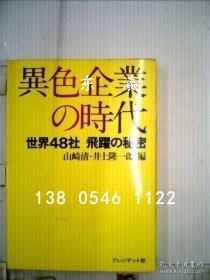 異色企業
の時代
世界48社 飛躍の秘密
山崎清・井上隆一郎 編
138 0546 1122
プレジデント社